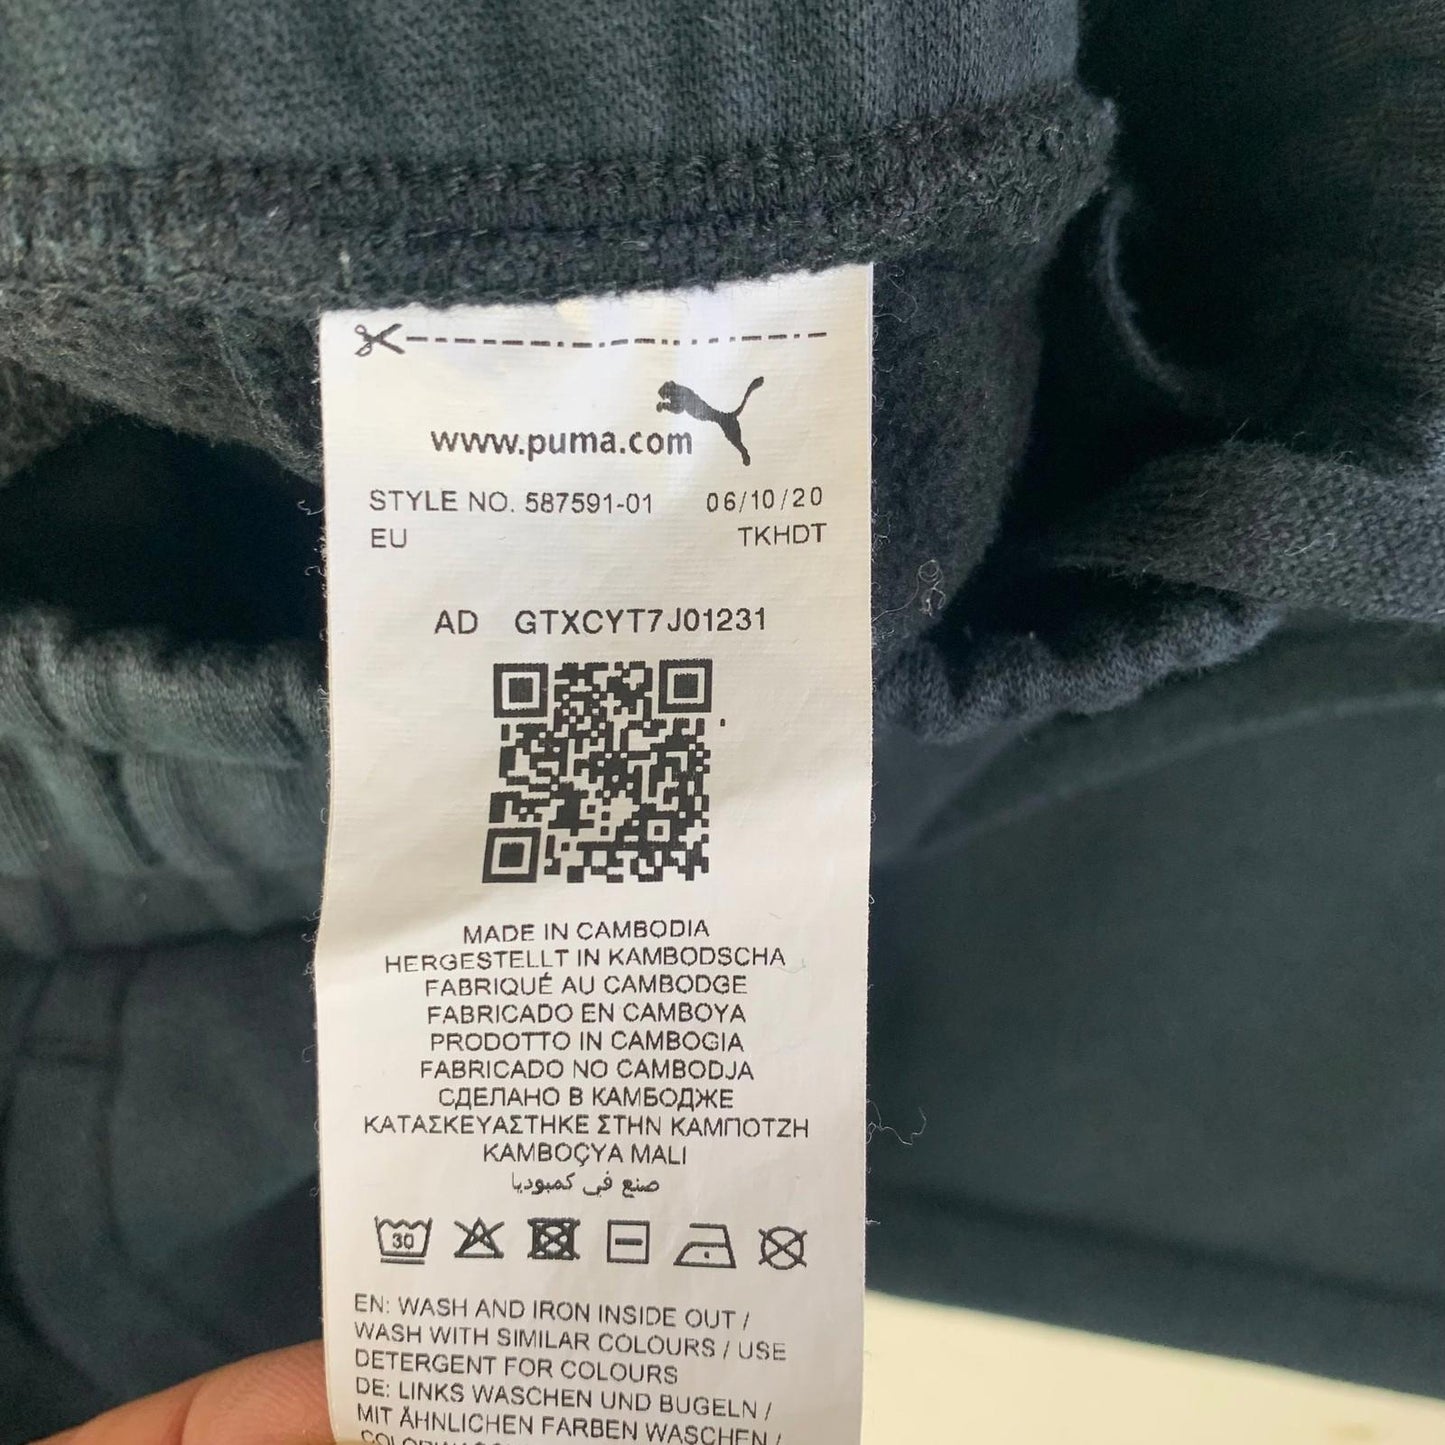 www.puma.com
STYLE NO. 587591-01 06/10/20
EU TKHDT
AD GTXCYT7J01231
MADE IN CAMBODIA
HERGESTELLT IN KAMBODSCHA
FABRIQUÉ AU CAMBODGE
FABRICADO EN CAMBOYA
PRODOTTO IN CAMBOGIA
FABRICADO NO CAMBODJA
СДЕЛАНО В КАМБОДЖЕ
ΚΑΤΑΣΚΕΥΑΣΤΗΚΕ ΣΤΗΝ ΚΑΜΠΟΤΖΗ
KAMBOÇYA MALI
صنع في كمبوديا
30
EN: WASH AND IRON INSIDE OUT /
WASH WITH SIMILAR COLOURS / USE
DETERGENT FOR COLOURS
DE: LINKS WASCHEN UND BUGELN /
MIT ÄHNLICHEN FARBEN WASCHEN /